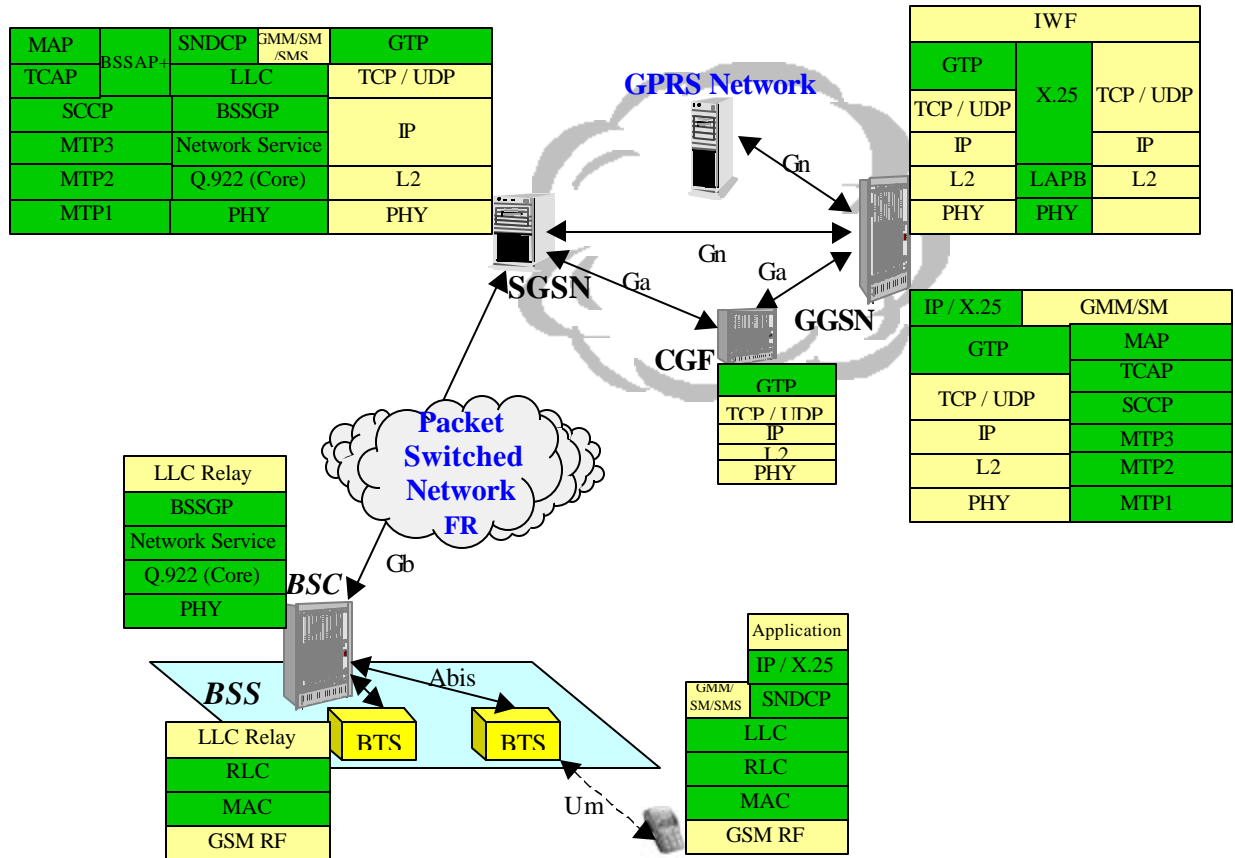 MAP
BSSAP+
SNDCP
GMM/SM
/SMS
GTP
TCAP
LLC
TCP / UDP
SCCP
BSSGP
IP
MTP3
Network Service
MTP2
Q.922 (Core)
L2
MTP1
PHY
PHY
IWF
GTP
X.25
TCP / UDP
TCP / UDP
IP
IP
L2
LAPB
L2
PHY
PHY
GPRS Network
Gn
Gn
SGSN
Ga
Ga
GGSN
CGF
GTP
TCP / UDP
IP
L2
PHY
IP / X.25
GMM/SM
GTP
MAP
TCAP
TCP / UDP
SCCP
IP
MTP3
L2
MTP2
PHY
MTP1
Packet
Switched
Network
FR
Gb
LLC Relay
BSSGP
Network Service
Q.922 (Core)
PHY
BSC
BSS
Abis
BTS
BTS
LLC Relay
RLC
MAC
GSM RF
Um
Application
IP / X.25
GMM/
SM/SMS
SNDCP
LLC
RLC
MAC
GSM RF